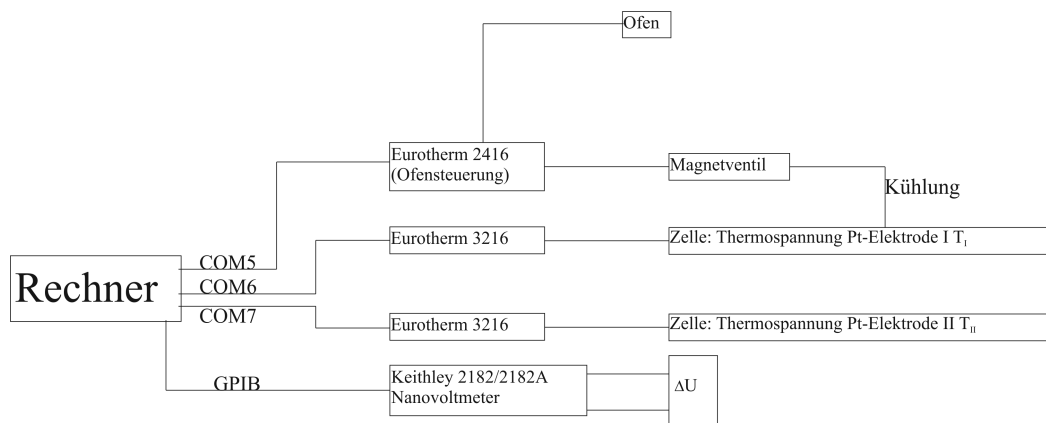 Ofen
Eurotherm 2416
(Ofensteuerung)
Magnetventil
Kühlung
Eurotherm 3216
Zelle: Thermospannung Pt-Elektrode I T_I
Rechner
COM5
COM6
COM7
Eurotherm 3216
Zelle: Thermospannung Pt-Elektrode II T_II
GPIB
Keithley 2182/2182A
Nanovoltmeter
ΔU